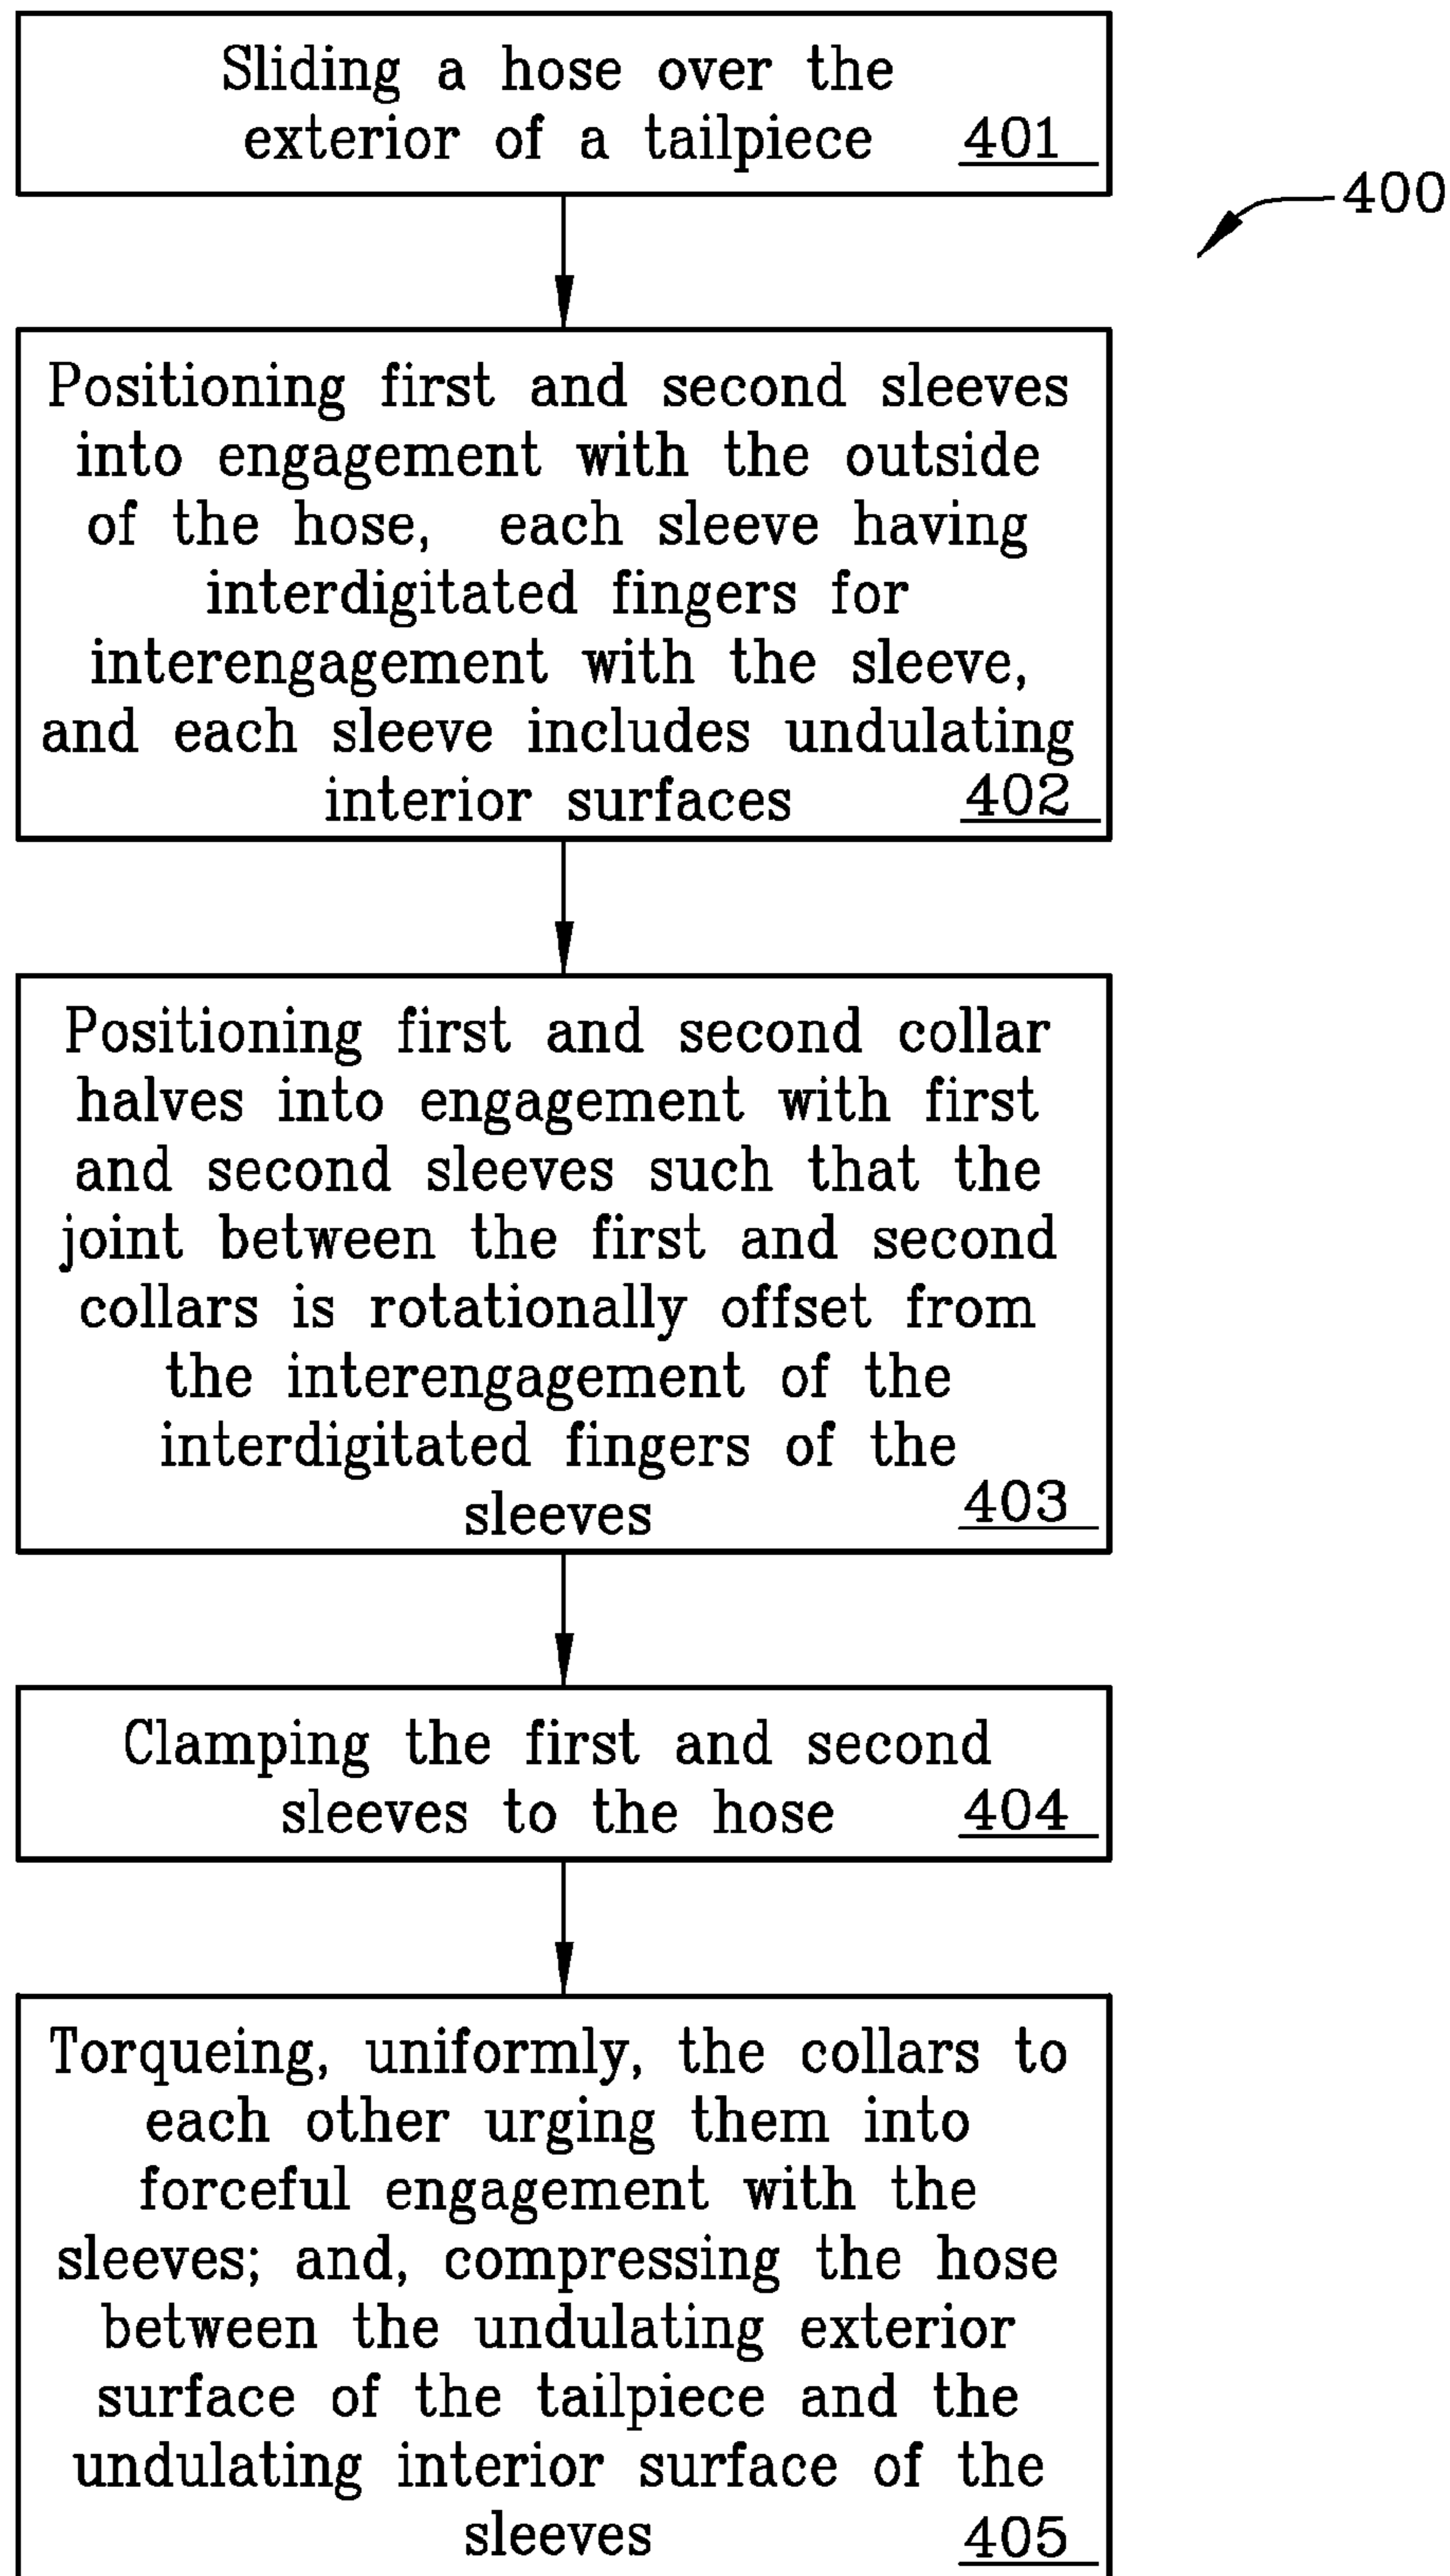 Sliding a hose over the
exterior of a tailpiece 401
400
Positioning first and second sleeves
into engagement with the outside
of the hose, each sleeve having
interdigitated fingers for
interengagement with the sleeve,
and each sleeve includes undulating
interior surfaces 402
Positioning first and second collar
halves into engagement with first
and second sleeves such that the
joint between the first and second
collars is rotationally offset from
the interengagement of the
interdigitated fingers of the
sleeves 403
Clamping the first and second
sleeves to the hose 404
Torqueing, uniformly, the collars to
each other urging them into
forceful engagement with the
sleeves; and, compressing the hose
between the undulating exterior
surface of the tailpiece and the
undulating interior surface of the
sleeves 405